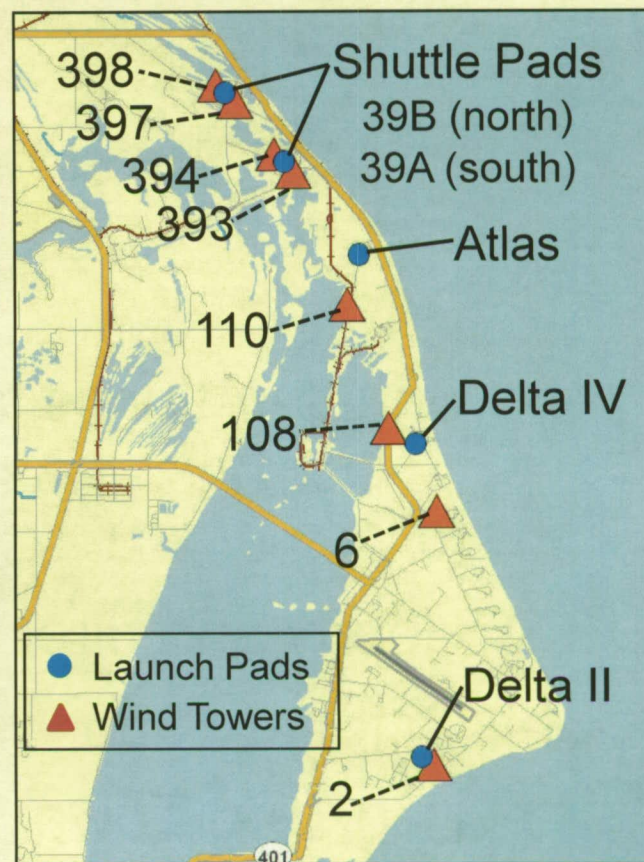 398
Shuttle Pads
397
39B (north)
394
39A (south)
393
Atlas
110
Delta IV
108
6
Launch Pads
Wind Towers
Delta II
2
401